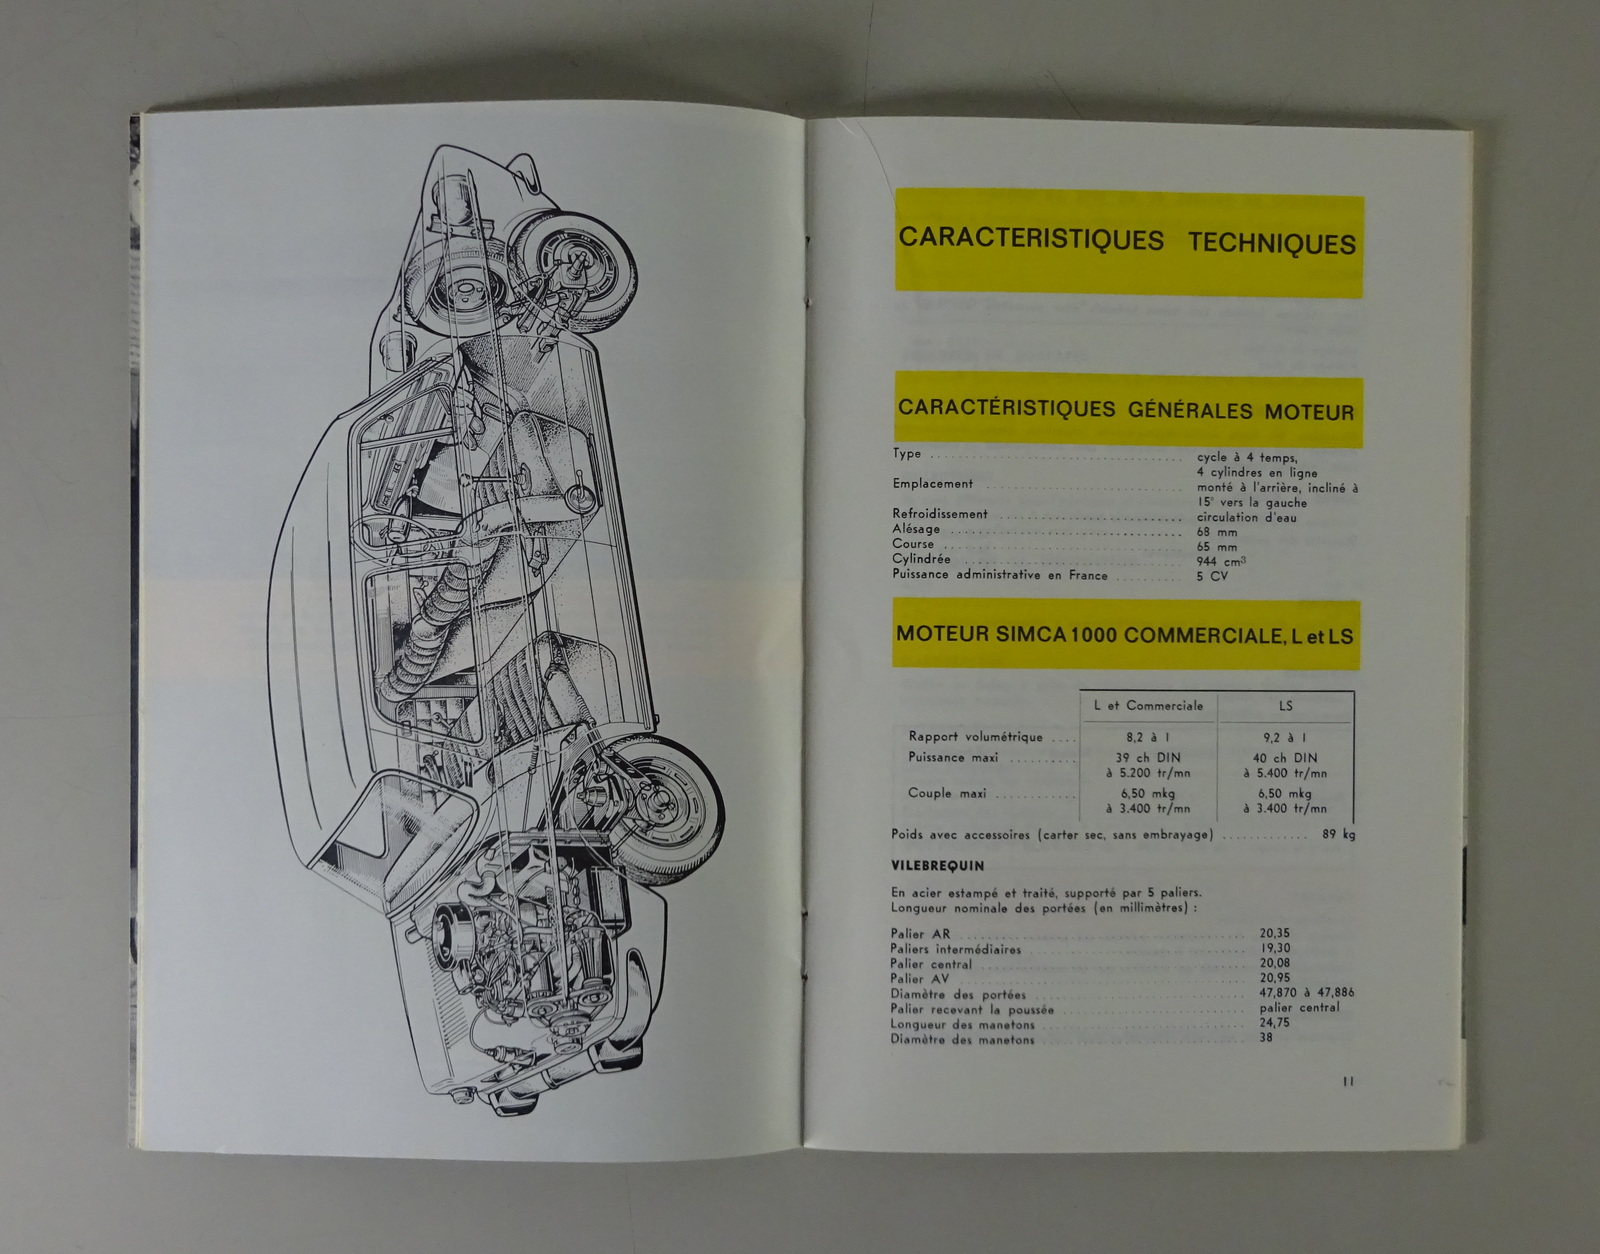 CARACTERISTIQUES TECHNIQUES
CARACTÉRISTIQUES GÉNÉRALES MOTEUR
Type .......... cycle à 4 temps,
4 cylindres en ligne
Emplacement .......... monté à l'arrière, incliné à
15° vers la gauche
Refroidissement .......... circulation d'eau
Alésage .......... 68 mm
Course .......... 65 mm
Cylindrée .......... 944 cm³
Puissance administrative en France .......... 5 CV
MOTEUR SIMCA 1000 COMMERCIALE, L et LS
L et Commerciale LS
Rapport volumétrique .... 8,2 à 1 9,2 à 1
Puissance maxi .......... 39 ch DIN 40 ch DIN
à 5.200 tr/mn à 5.400 tr/mn
Couple maxi .......... 6,50 mkg 6,50 mkg
à 3.400 tr/mn à 3.400 tr/mn
Poids avec accessoires (carter sec, sans embrayage) .......... 89 kg
VILEBREQUIN
En acier estampé et traité, supporté par 5 paliers.
Longueur nominale des portées (en millimètres) :
Palier AR .......... 20,35
Paliers intermédiaires .......... 19,30
Palier central .......... 20,08
Palier AV .......... 20,95
Diamètre des portées .......... 47,870 à 47,886
Palier recevant la poussée .......... palier central
Longueur des manetons .......... 24,75
Diamètre des manetons .......... 38
11